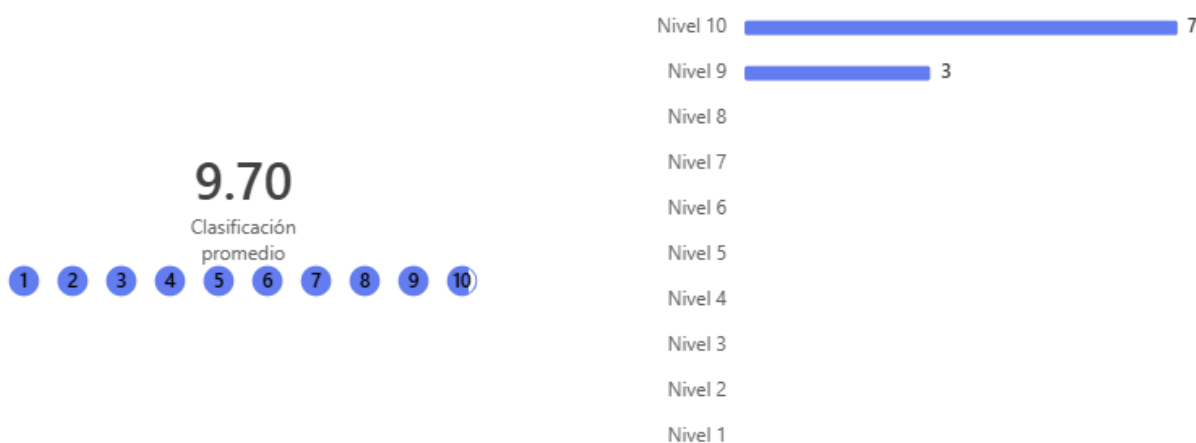 9.70
Clasificación
promedio
1 2 3 4 5 6 7 8 9 10
Nivel 10 7
Nivel 9 3
Nivel 8
Nivel 7
Nivel 6
Nivel 5
Nivel 4
Nivel 3
Nivel 2
Nivel 1